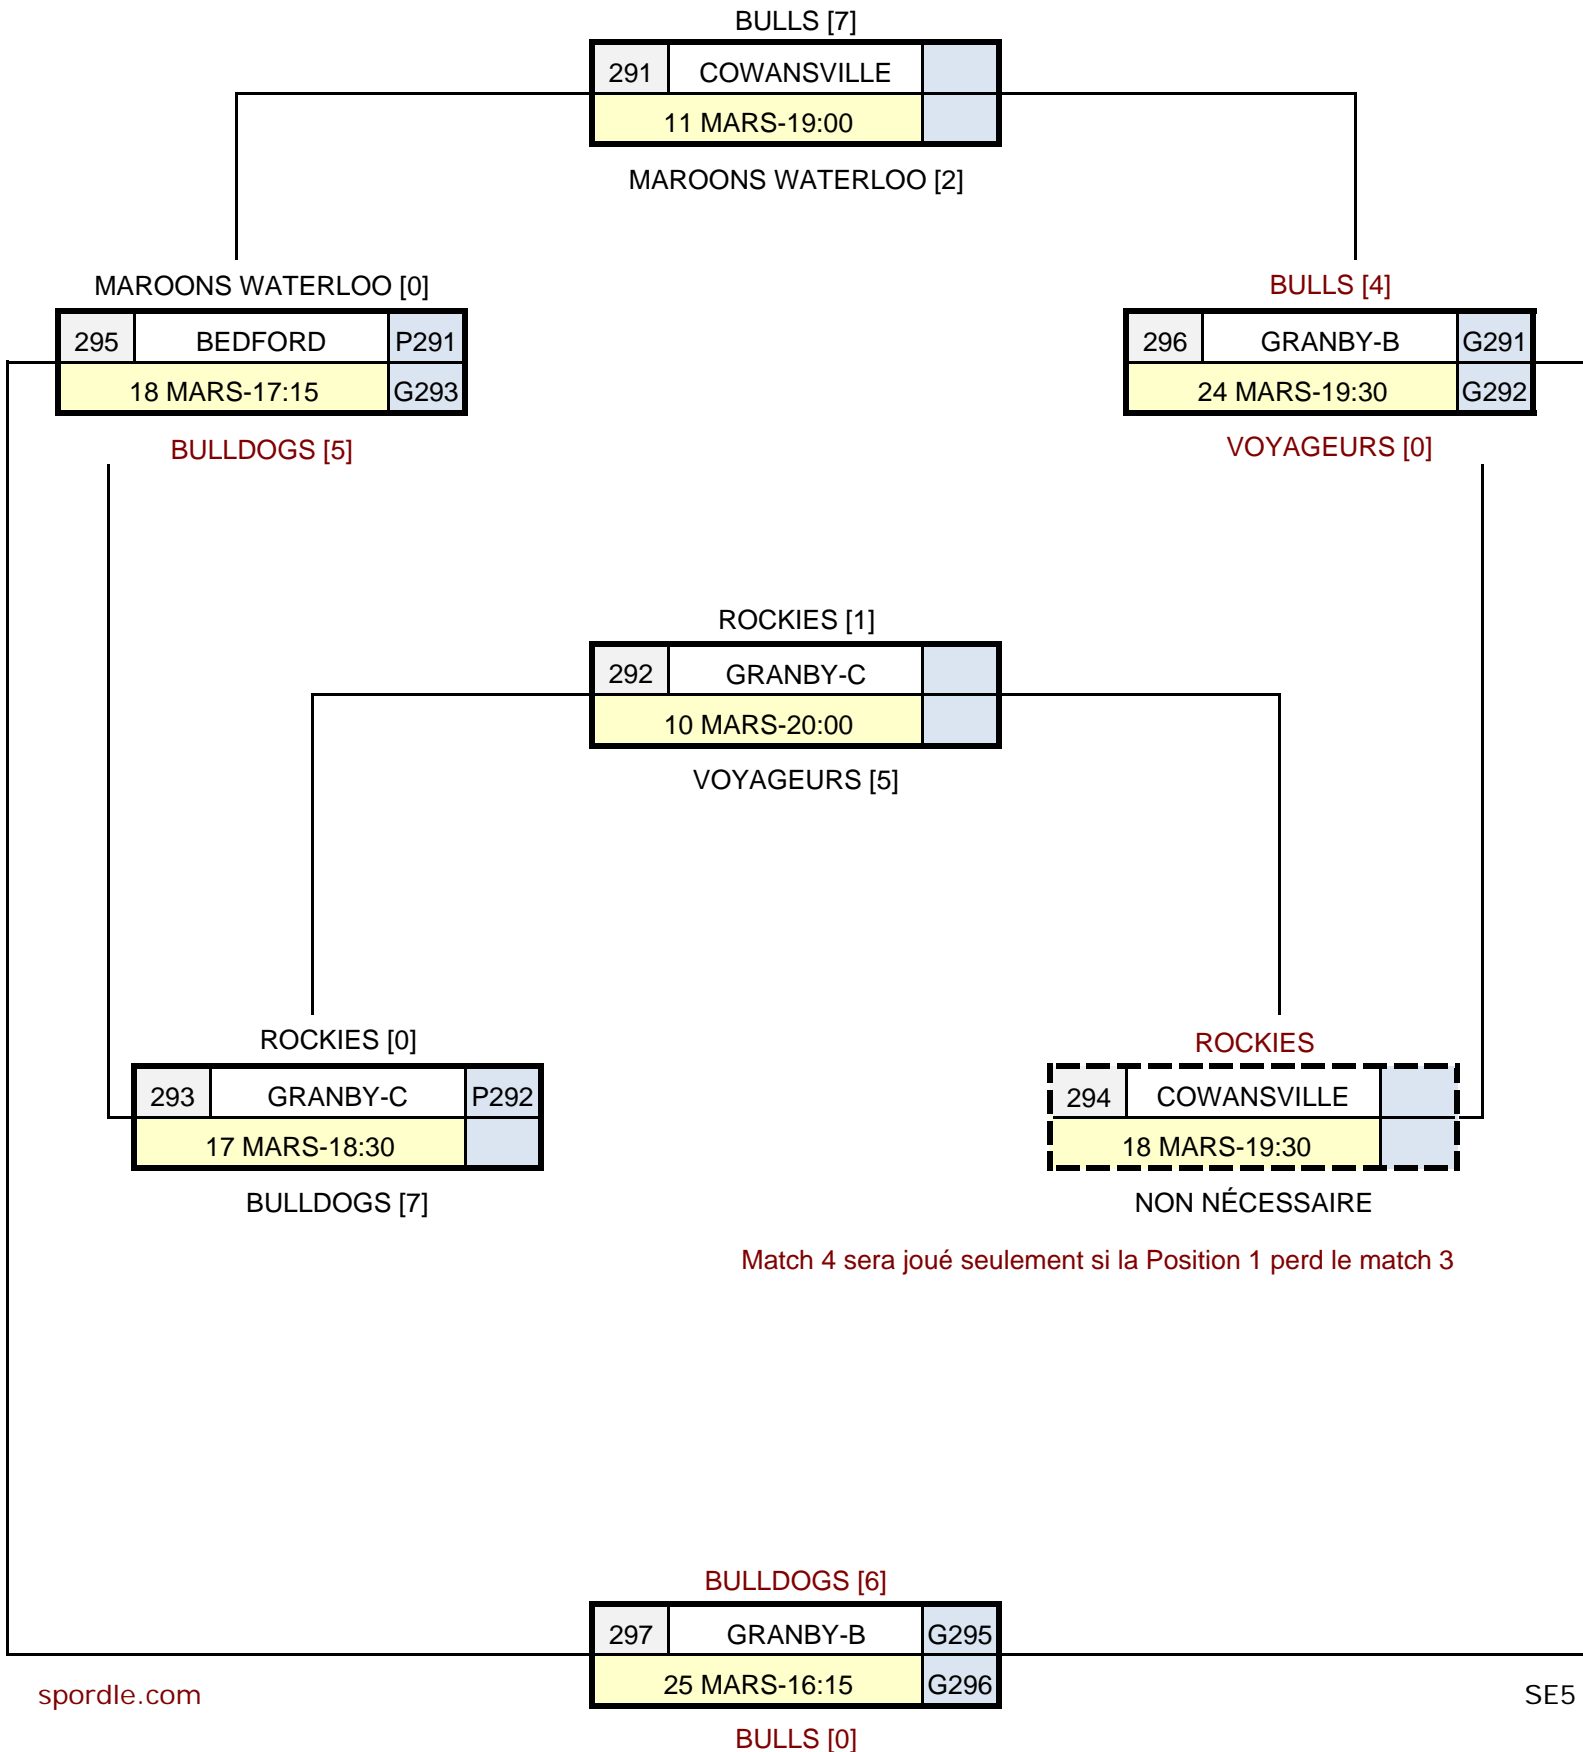 BULLS [7]
291 COWANSVILLE
11 MARS-19:00
MAROONS WATERLOO [2]
MAROONS WATERLOO [0]
295 BEDFORD P291
18 MARS-17:15 G293
BULLDOGS [5]
BULLS [4]
296 GRANBY-B G291
24 MARS-19:30 G292
VOYAGEURS [0]
ROCKIES [1]
292 GRANBY-C
10 MARS-20:00
VOYAGEURS [5]
ROCKIES [0]
293 GRANBY-C P292
17 MARS-18:30
BULLDOGS [7]
ROCKIES
294 COWANSVILLE
18 MARS-19:30
NON NÉCESSAIRE
Match 4 sera joué seulement si la Position 1 perd le match 3
BULLDOGS [6]
297 GRANBY-B G295
25 MARS-16:15 G296
BULLS [0]
spordle.com
SE5